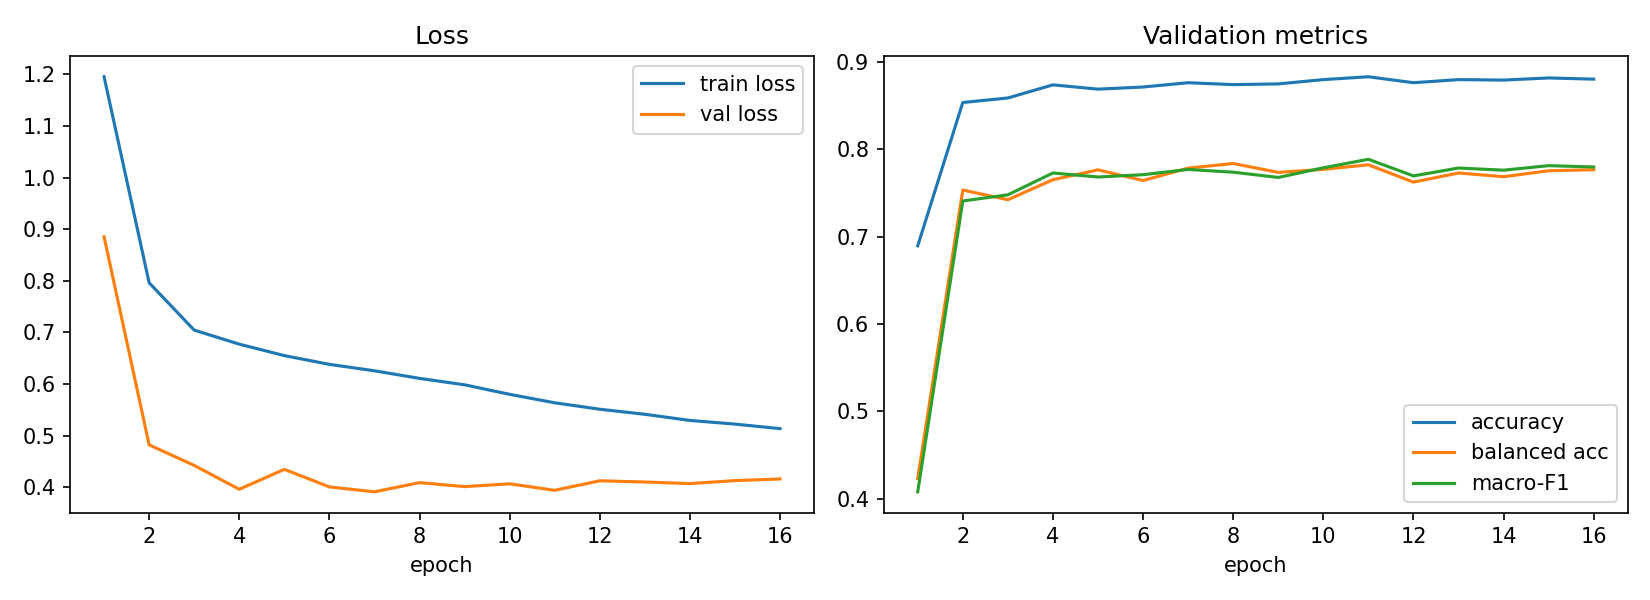 Loss
1.2
1.1
1.0
0.9
0.8
0.7
0.6
0.5
0.4
train loss
val loss
2 4 6 8 10 12 14 16
epoch
Validation metrics
0.9
0.8
0.7
0.6
0.5
0.4
accuracy
balanced acc
macro-F1
2 4 6 8 10 12 14 16
epoch